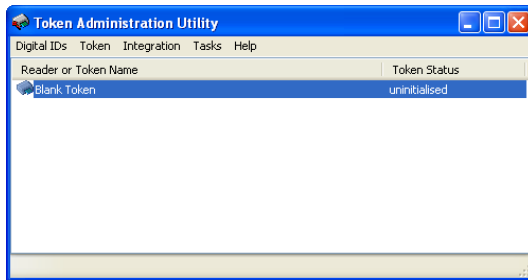 Token Administration Utility
Digital IDs Token Integration Tasks Help
Reader or Token Name Token Status
Blank Token uninitialised